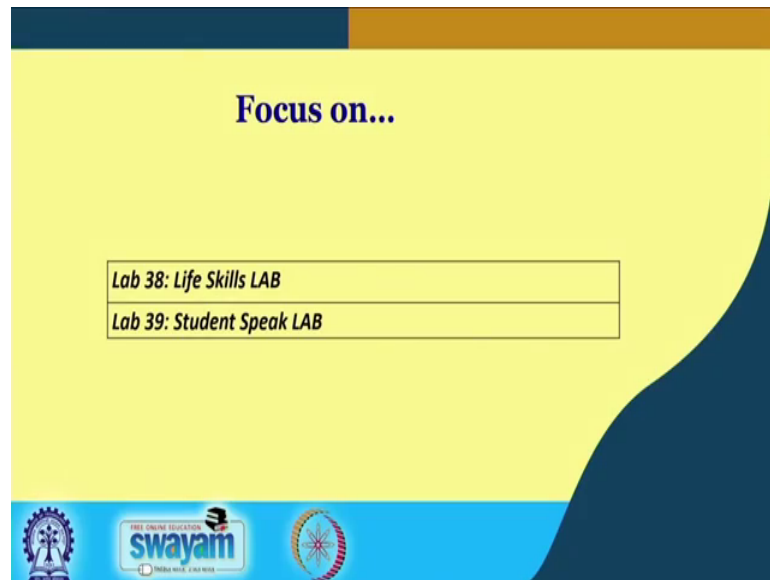 Focus on...
Lab 38: Life Skills LAB
Lab 39: Student Speak LAB
FREE ONLINE EDUCATION
swayam